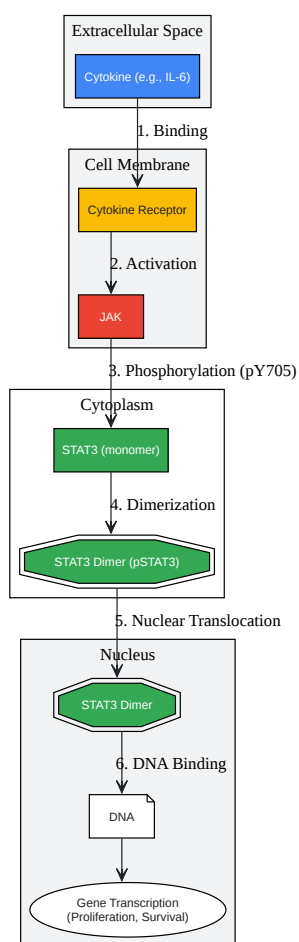 Extracellular Space
Cytokine (e.g., IL-6)
1. Binding
Cell Membrane
Cytokine Receptor
2. Activation
JAK
3. Phosphorylation (pY705)
Cytoplasm
STAT3 (monomer)
4. Dimerization
STAT3 Dimer (pSTAT3)
5. Nuclear Translocation
Nucleus
STAT3 Dimer
6. DNA Binding
DNA
Gene Transcription
(Proliferation, Survival)